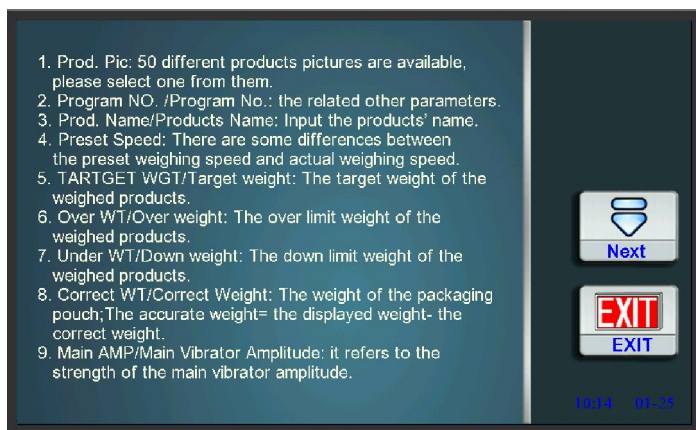 1. Prod. Pic: 50 different products pictures are available,
please select one from them.
2. Program NO. /Program No.: the related other parameters.
3. Prod. Name/Products Name: Input the products' name.
4. Preset Speed: There are some differences between
the preset weighing speed and actual weighing speed.
5. TARTGET WGT/Target weight: The target weight of the
weighed products.
6. Over WT/Over weight: The over limit weight of the
weighed products.
7. Under WT/Down weight: The down limit weight of the
weighed products.
8. Correct WT/Correct Weight: The weight of the packaging
pouch;The accurate weight= the displayed weight- the
correct weight.
9. Main AMP/Main Vibrator Amplitude: it refers to the
strength of the main vibrator amplitude.
Next
EXIT
EXIT
10:14 01-25